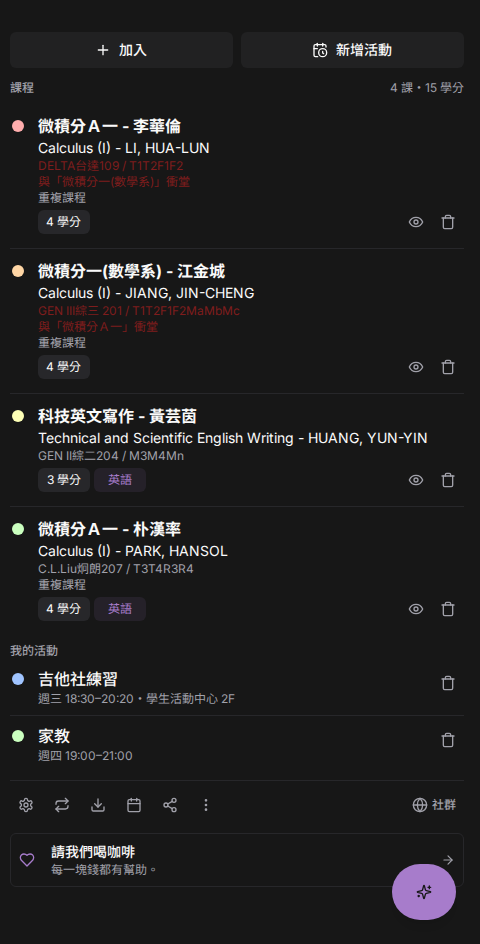 加入
新增活動
課程
4 課・15 學分
微積分Ａ一 - 李華倫
Calculus (I) - LI, HUA-LUN
DELTA台達109 / T1T2F1F2
與「微積分一(數學系)」衝堂
重複課程
4 學分
微積分一(數學系) - 江金城
Calculus (I) - JIANG, JIN-CHENG
GEN III綜三 201 / T1T2F1F2MaMbMc
與「微積分Ａ一」衝堂
重複課程
4 學分
科技英文寫作 - 黃芸茵
Technical and Scientific English Writing - HUANG, YUN-YIN
GEN II綜二204 / M3M4Mn
3 學分
英語
微積分Ａ一 - 朴漢率
Calculus (I) - PARK, HANSOL
C.L.Liu炯朗207 / T3T4R3R4
重複課程
4 學分
英語
我的活動
吉他社練習
週三 18:30–20:20・學生活動中心 2F
家教
週四 19:00–21:00
社群
請我們喝咖啡
每一塊錢都有幫助。